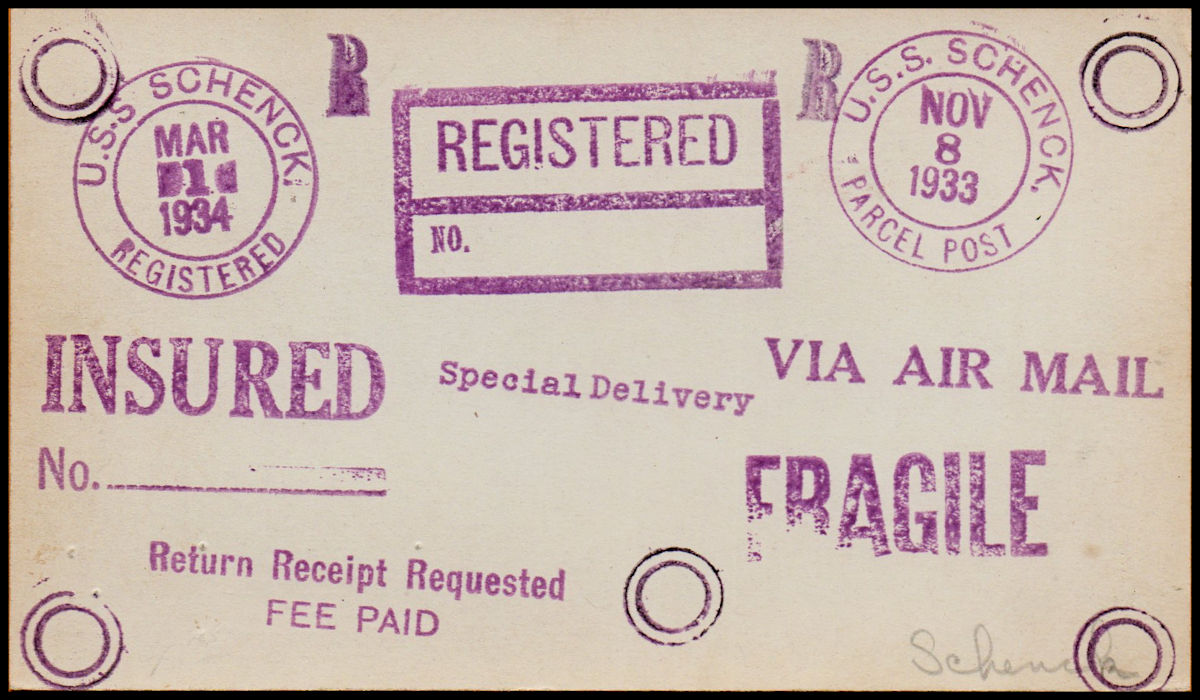 U.S.S SCHENCK.
MAR
1
1934
REGISTERED
R
REGISTERED
NO.
R
U.S.S. SCHENCK.
NOV
8
1933
PARCEL POST
INSURED
No.
Special Delivery
VIA AIR MAIL
FRAGILE
Return Receipt Requested
FEE PAID
Schenck